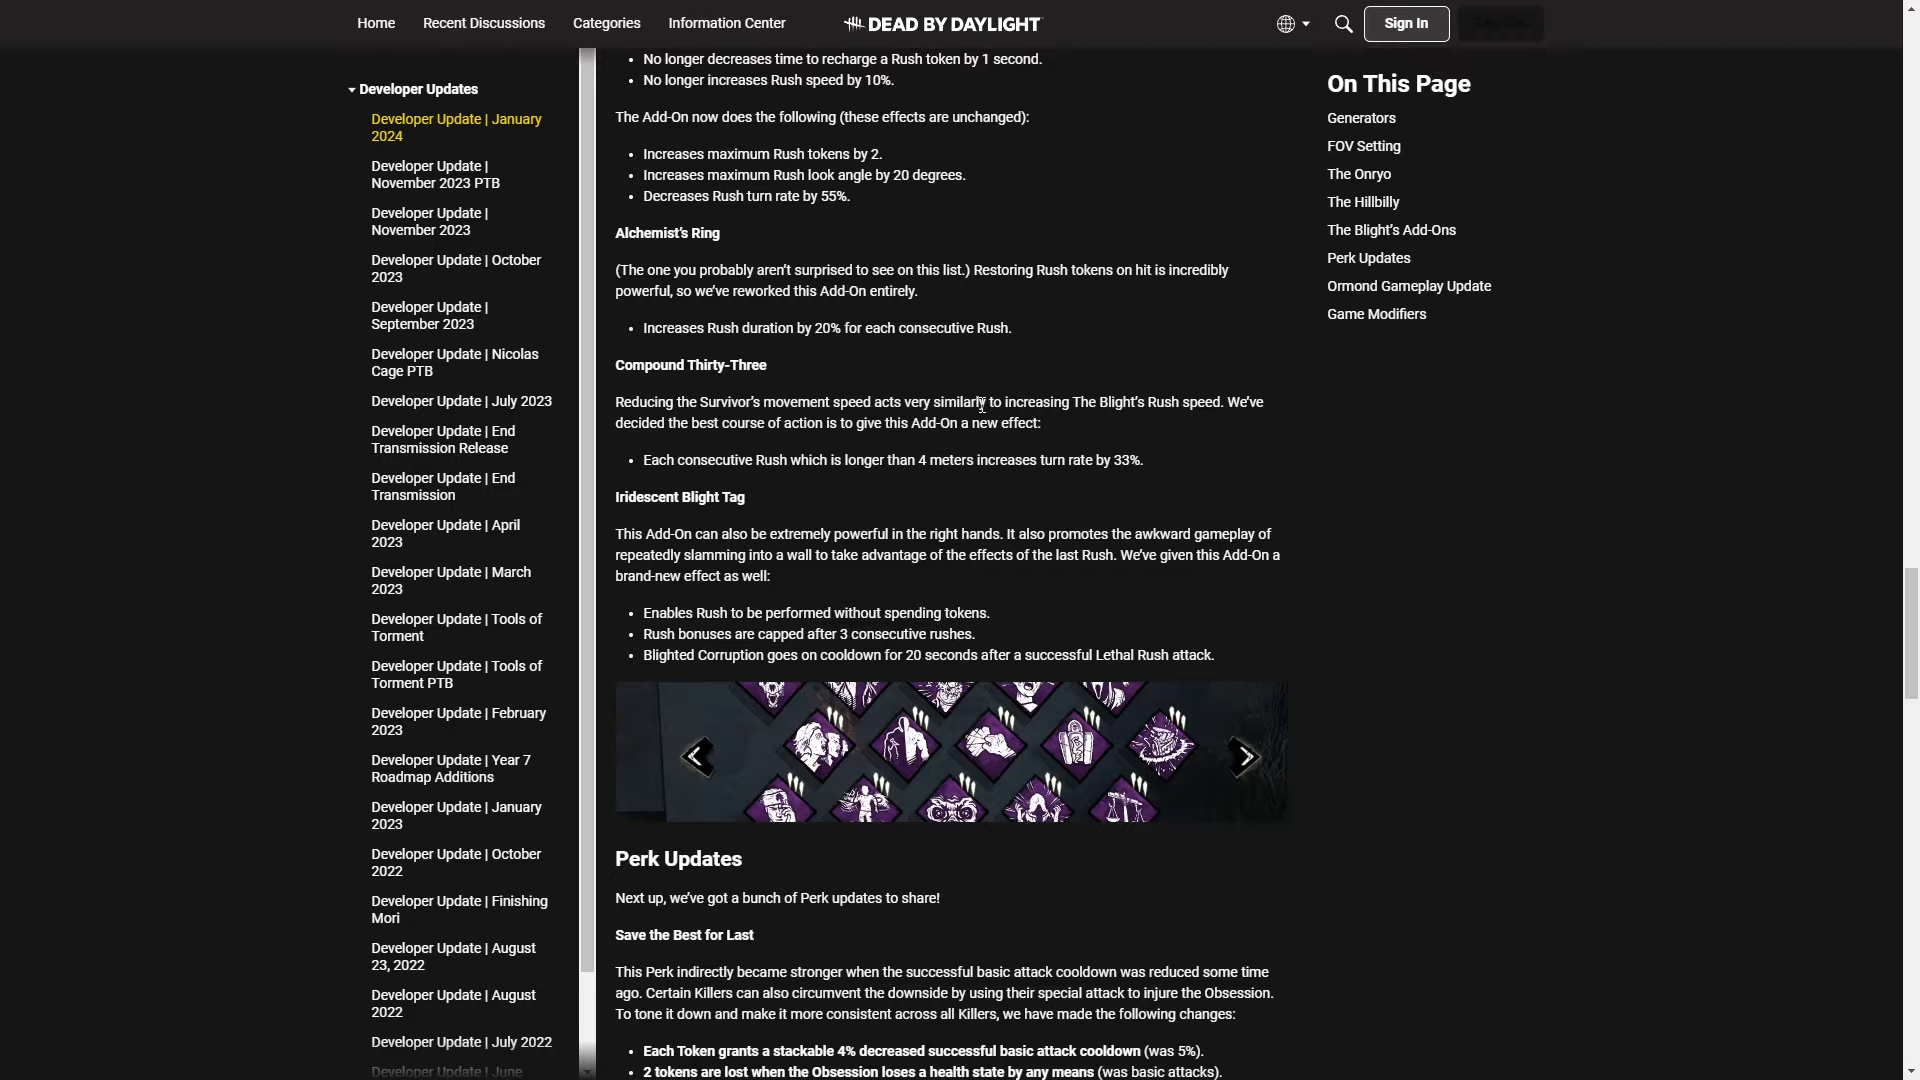 Home
Recent Discussions
Categories
Information Center
DEAD BY DAYLIGHT
Sign In
Developer Updates
Developer Update | January
2024
Developer Update |
November 2023 PTB
Developer Update |
November 2023
Developer Update | October
2023
Developer Update |
September 2023
Developer Update | Nicolas
Cage PTB
Developer Update | July 2023
Developer Update | End
Transmission Release
Developer Update | End
Transmission
Developer Update | April
2023
Developer Update | March
2023
Developer Update | Tools of
Torment
Developer Update | Tools of
Torment PTB
Developer Update | February
2023
Developer Update | Year 7
Roadmap Additions
Developer Update | January
2023
Developer Update | October
2022
Developer Update | Finishing
Mori
Developer Update | August
23, 2022
Developer Update | August
2022
Developer Update | July 2022
Developer Update | June
• No longer decreases time to recharge a Rush token by 1 second.
• No longer increases Rush speed by 10%.
The Add-On now does the following (these effects are unchanged):
• Increases maximum Rush tokens by 2.
• Increases maximum Rush look angle by 20 degrees.
• Decreases Rush turn rate by 55%.
Alchemist's Ring
(The one you probably aren't surprised to see on this list.) Restoring Rush tokens on hit is incredibly
powerful, so we've reworked this Add-On entirely.
• Increases Rush duration by 20% for each consecutive Rush.
Compound Thirty-Three
Reducing the Survivor's movement speed acts very similarly to increasing The Blight's Rush speed. We've
decided the best course of action is to give this Add-On a new effect:
• Each consecutive Rush which is longer than 4 meters increases turn rate by 33%.
Iridescent Blight Tag
This Add-On can also be extremely powerful in the right hands. It also promotes the awkward gameplay of
repeatedly slamming into a wall to take advantage of the effects of the last Rush. We've given this Add-On a
brand-new effect as well:
• Enables Rush to be performed without spending tokens.
• Rush bonuses are capped after 3 consecutive rushes.
• Blighted Corruption goes on cooldown for 20 seconds after a successful Lethal Rush attack.
Perk Updates
Next up, we've got a bunch of Perk updates to share!
Save the Best for Last
This Perk indirectly became stronger when the successful basic attack cooldown was reduced some time
ago. Certain Killers can also circumvent the downside by using their special attack to injure the Obsession.
To tone it down and make it more consistent across all Killers, we have made the following changes:
• Each Token grants a stackable 4% decreased successful basic attack cooldown (was 5%).
• 2 tokens are lost when the Obsession loses a health state by any means (was basic attacks).
On This Page
Generators
FOV Setting
The Onryo
The Hillbilly
The Blight's Add-Ons
Perk Updates
Ormond Gameplay Update
Game Modifiers